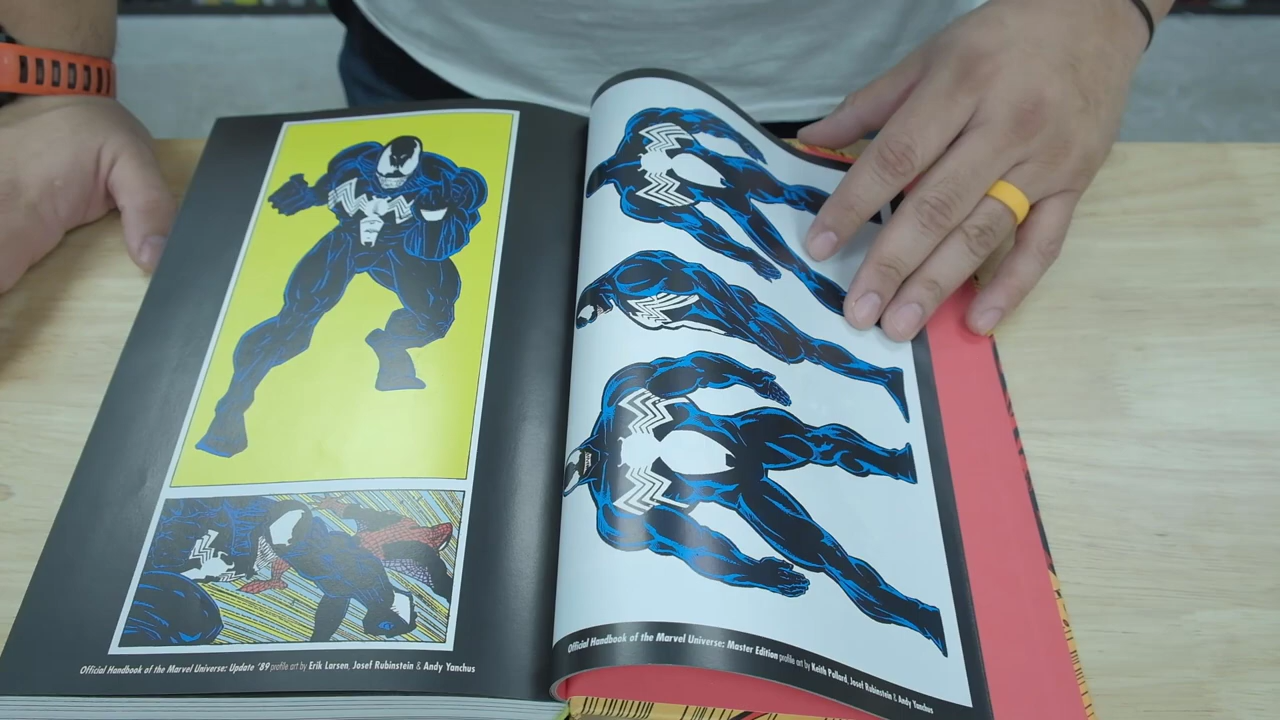 Official Handbook of the Marvel Universe: Update '89 profile art by Erik Larsen, Josef Rubinstein & Andy Yanchus
Official Handbook of the Marvel Universe: Master Edition profile art by Keith Pollard, Josef Rubinstein & Andy Yanchus